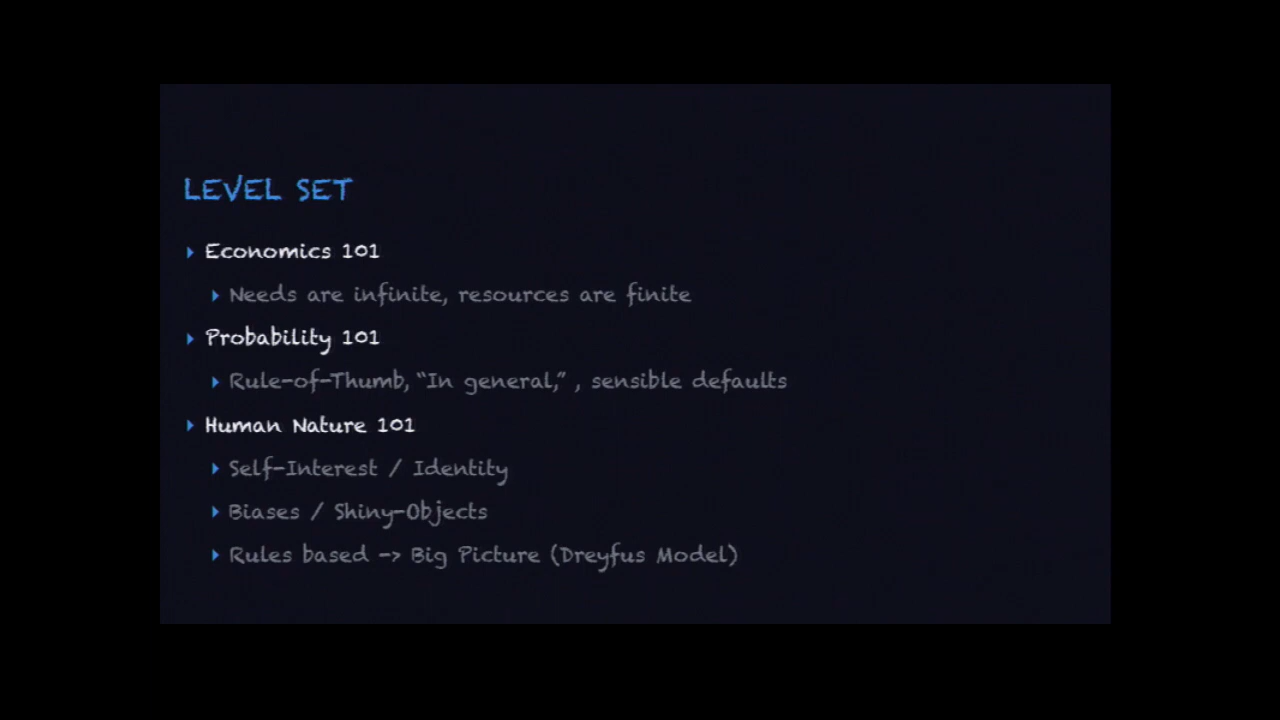 LEVEL SET
Economics 101
Needs are infinite, resources are finite
Probability 101
Rule-of-Thumb, “In general,” , sensible defaults
Human Nature 101
Self-Interest / Identity
Biases / Shiny-Objects
Rules based -> Big Picture (Dreyfus Model)